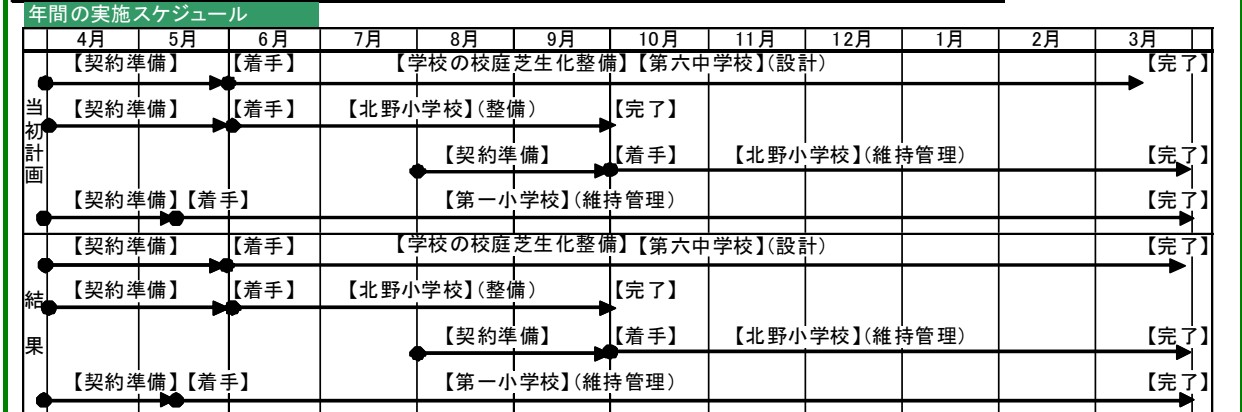 年間の実施スケジュール
4月 5月 6月 7月 8月 9月 10月 11月 12月 1月 2月 3月
当初計画
【契約準備】 【着手】 【学校の校庭芝生化整備】【第六中学校】(設計) 【完了】
【契約準備】 【着手】 【北野小学校】(整備) 【完了】
【契約準備】 【着手】 【北野小学校】(維持管理) 【完了】
【契約準備】【着手】 【第一小学校】(維持管理) 【完了】
結果
【契約準備】 【着手】 【学校の校庭芝生化整備】【第六中学校】(設計) 【完了】
【契約準備】 【着手】 【北野小学校】(整備) 【完了】
【契約準備】 【着手】 【北野小学校】(維持管理) 【完了】
【契約準備】【着手】 【第一小学校】(維持管理) 【完了】